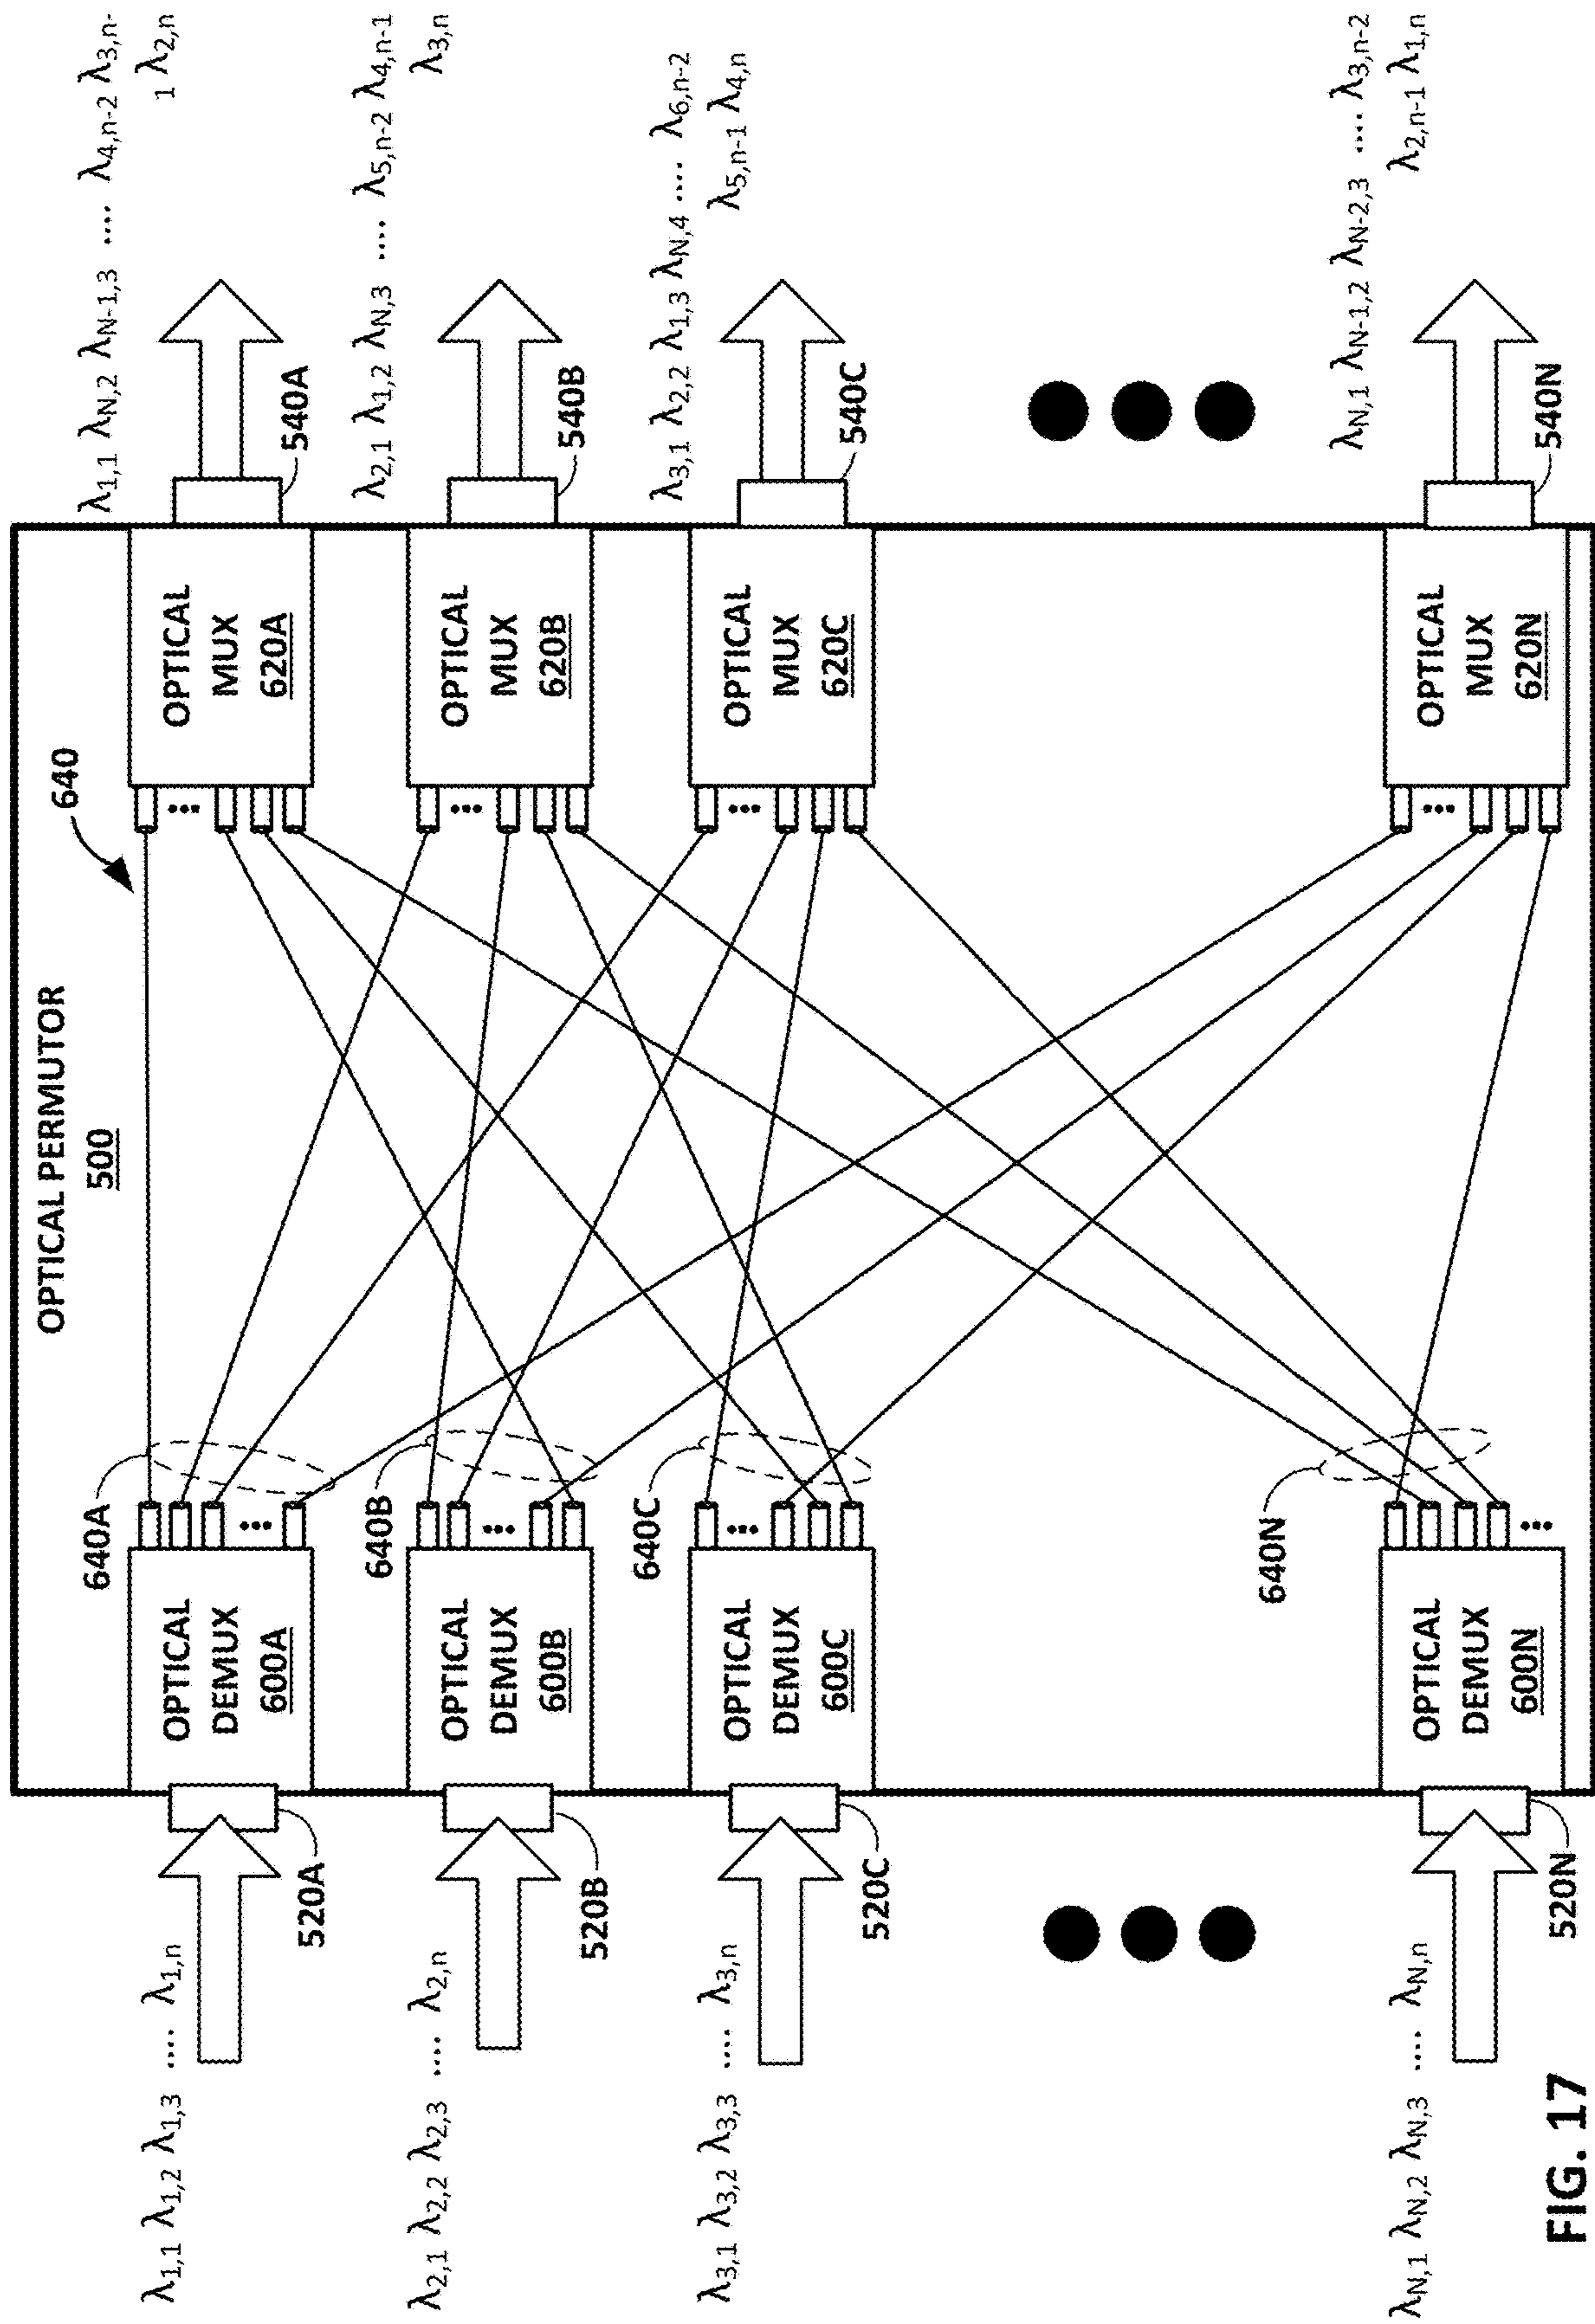 OPTICAL PERMUTOR
500
640
λ1,1 λ1,2 λ1,3 .... λ1,n
520A
OPTICAL
DEMUX
600A
640A
OPTICAL
MUX
620A
540A
λ1,1 λN,2 λN-1,3 .... λ4,n-2 λ3,n-
1 λ2,n
λ2,1 λ2,2 λ2,3 .... λ2,n
520B
OPTICAL
DEMUX
600B
640B
OPTICAL
MUX
620B
540B
λ2,1 λ1,2 λN,3 .... λ5,n-2 λ4,n-1
λ3,n
λ3,1 λ3,2 λ3,3 .... λ3,n
520C
OPTICAL
DEMUX
600C
640C
OPTICAL
MUX
620C
540C
λ3,1 λ2,2 λ1,3 λN,4 .... λ6,n-2
λ5,n-1 λ4,n
λN,1 λN,2 λN,3 .... λN,n
520N
OPTICAL
DEMUX
600N
640N
OPTICAL
MUX
620N
540N
λN,1 λN-1,2 λN-2,3 .... λ3,n-2
λ2,n-1 λ1,n
FIG. 17